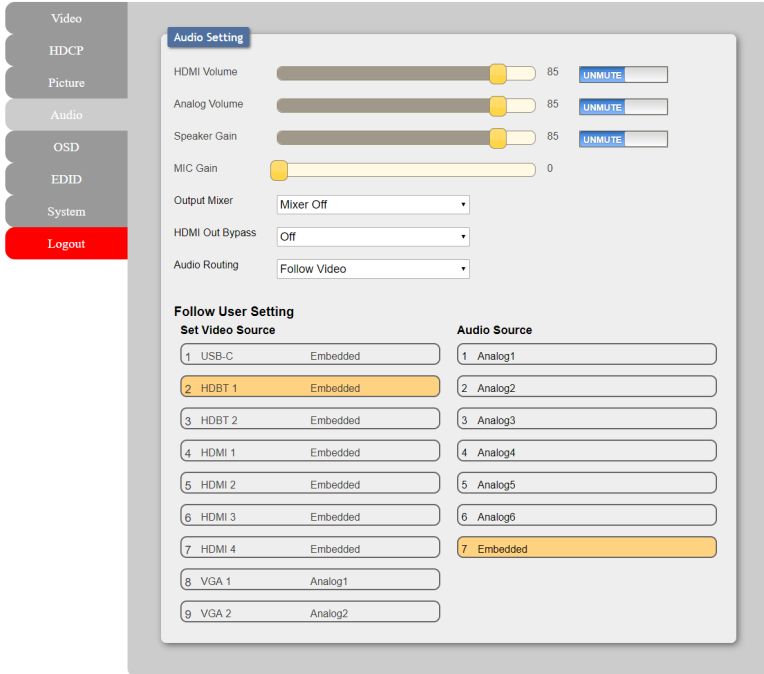 Video
HDCP
Picture
Audio
OSD
EDID
System
Logout
Audio Setting
HDMI Volume 85 UNMUTE
Analog Volume 85 UNMUTE
Speaker Gain 85 UNMUTE
MIC Gain 0
Output Mixer Mixer Off
HDMI Out Bypass Off
Audio Routing Follow Video
Follow User Setting
Set Video Source Audio Source
1 USB-C Embedded 1 Analog1
2 HDBT 1 Embedded 2 Analog2
3 HDBT 2 Embedded 3 Analog3
4 HDMI 1 Embedded 4 Analog4
5 HDMI 2 Embedded 5 Analog5
6 HDMI 3 Embedded 6 Analog6
7 HDMI 4 Embedded 7 Embedded
8 VGA 1 Analog1
9 VGA 2 Analog2